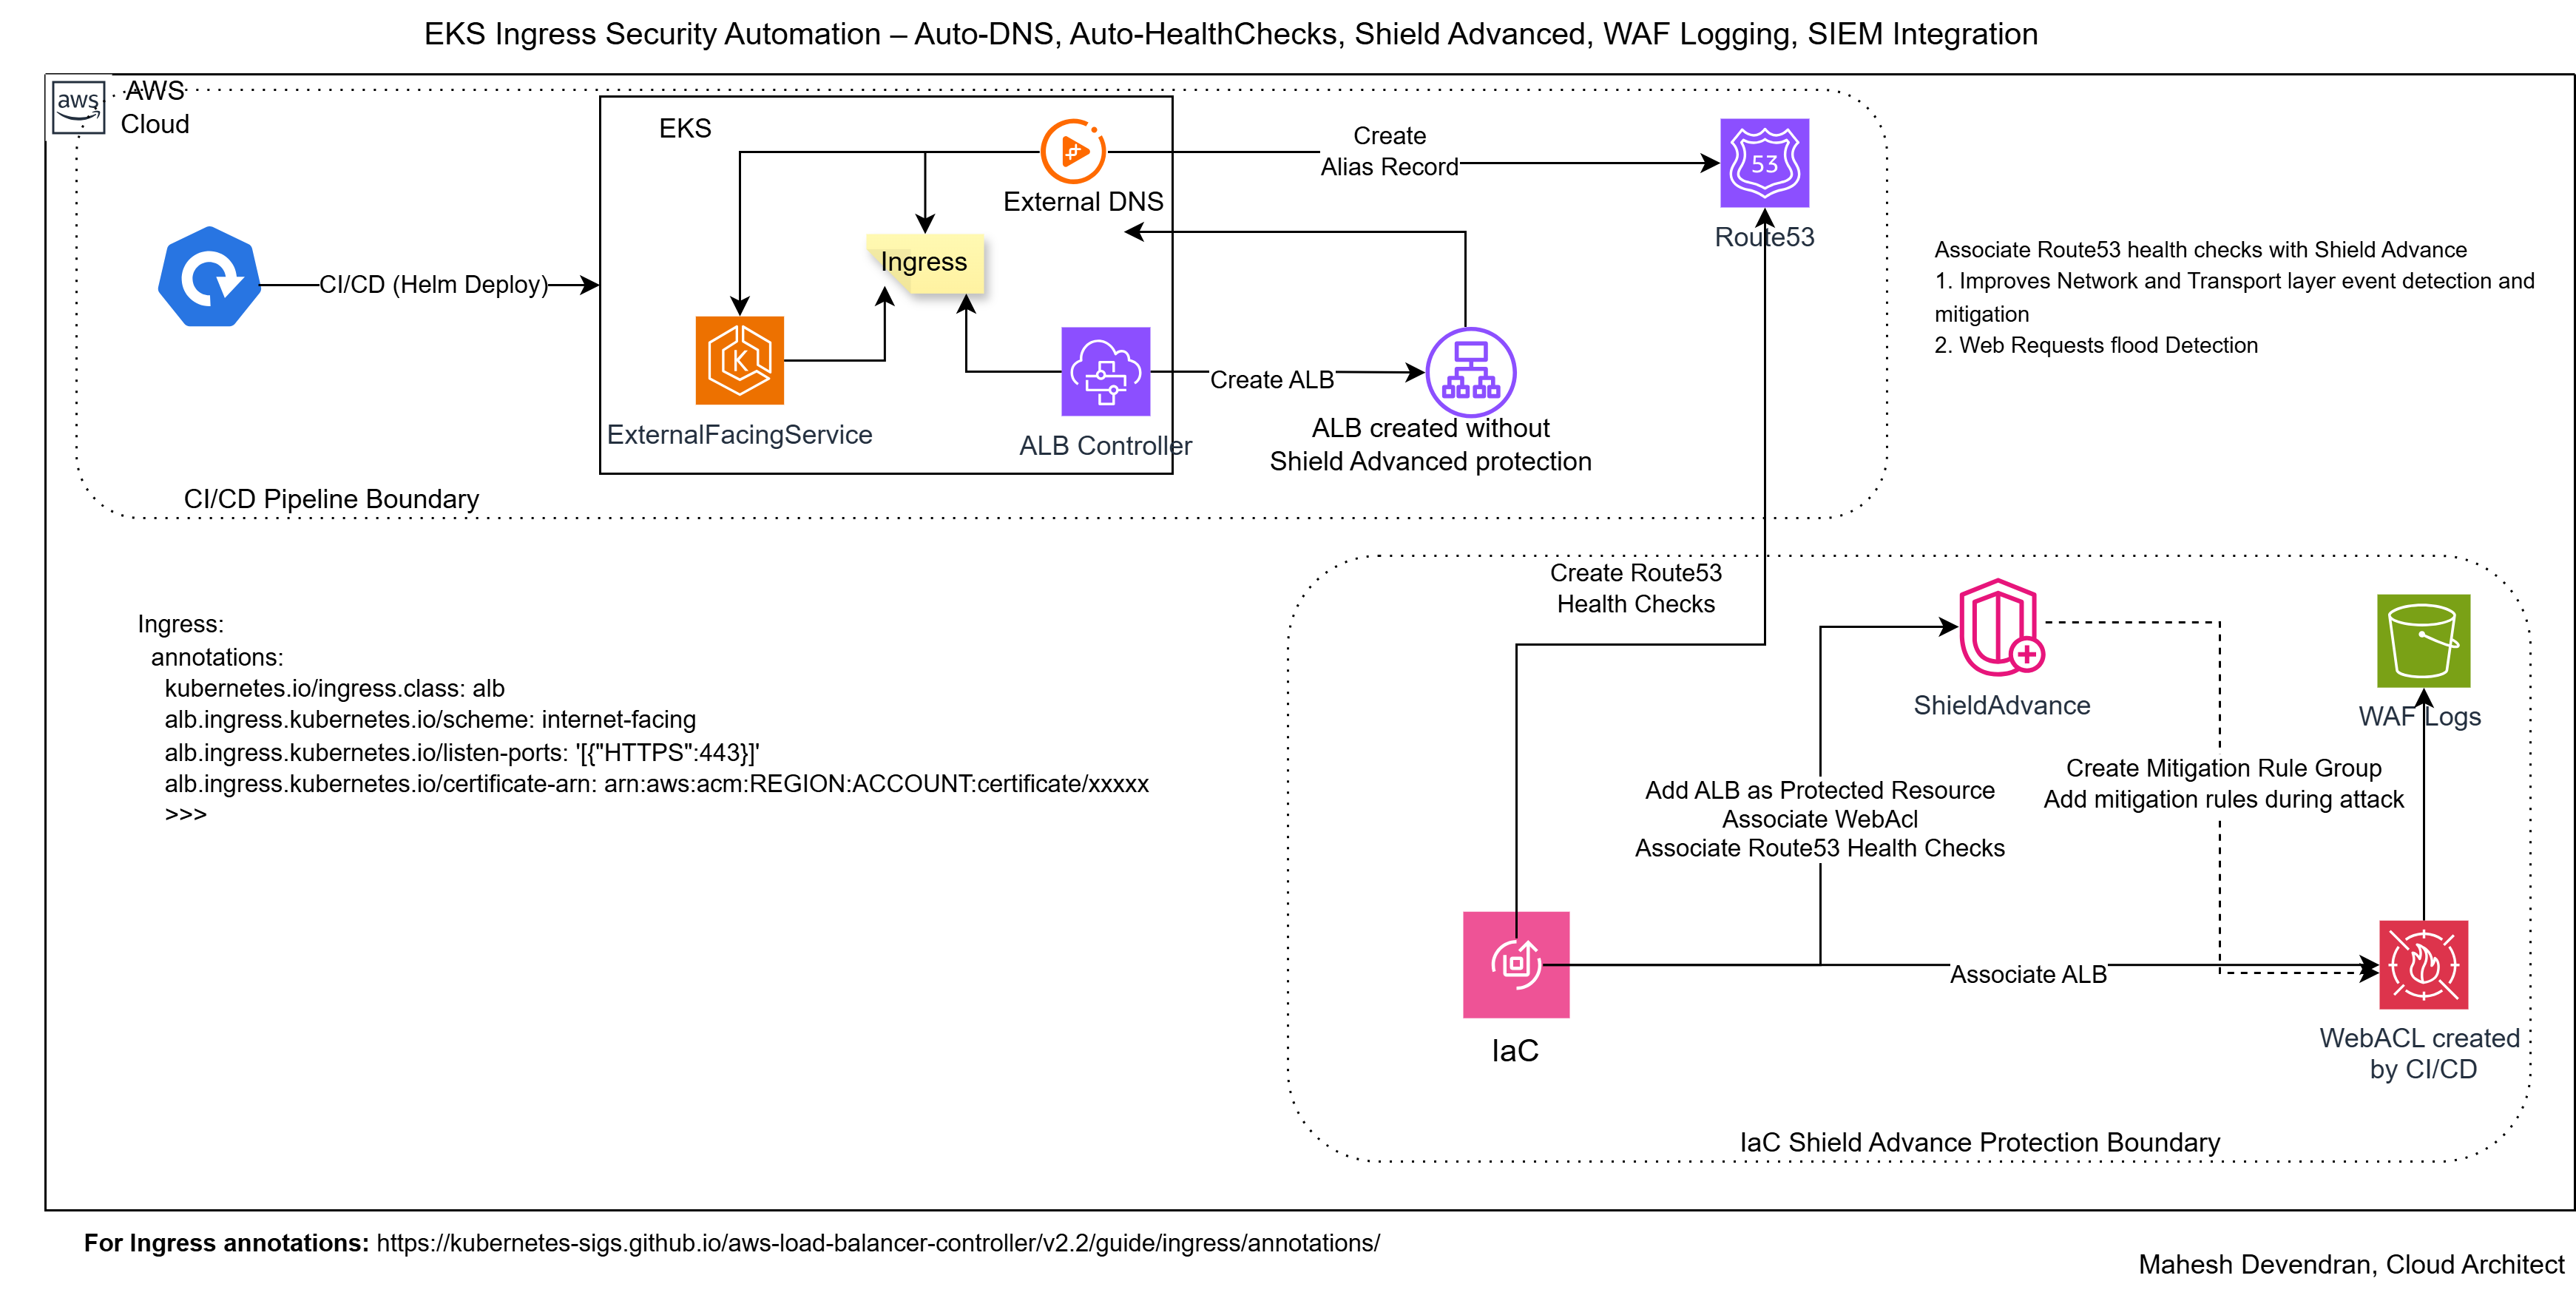 EKS Ingress Security Automation – Auto-DNS, Auto-HealthChecks, Shield Advanced, WAF Logging, SIEM Integration
aws
AWS
Cloud
EKS
External DNS
Create
Alias Record
53
Route53
CI/CD (Helm Deploy)
Ingress
K
ExternalFacingService
ALB Controller
Create ALB
ALB created without
Shield Advanced protection
CI/CD Pipeline Boundary
Associate Route53 health checks with Shield Advance
1. Improves Network and Transport layer event detection and
mitigation
2. Web Requests flood Detection
Ingress:
annotations:
kubernetes.io/ingress.class: alb
alb.ingress.kubernetes.io/scheme: internet-facing
alb.ingress.kubernetes.io/listen-ports: '[{"HTTPS":443}]'
alb.ingress.kubernetes.io/certificate-arn: arn:aws:acm:REGION:ACCOUNT:certificate/xxxxx
>>>
Create Route53
Health Checks
ShieldAdvance
WAF Logs
Add ALB as Protected Resource
Associate WebAcl
Associate Route53 Health Checks
Create Mitigation Rule Group
Add mitigation rules during attack
Associate ALB
IaC
WebACL created
by CI/CD
IaC Shield Advance Protection Boundary
For Ingress annotations: https://kubernetes-sigs.github.io/aws-load-balancer-controller/v2.2/guide/ingress/annotations/
Mahesh Devendran, Cloud Architect